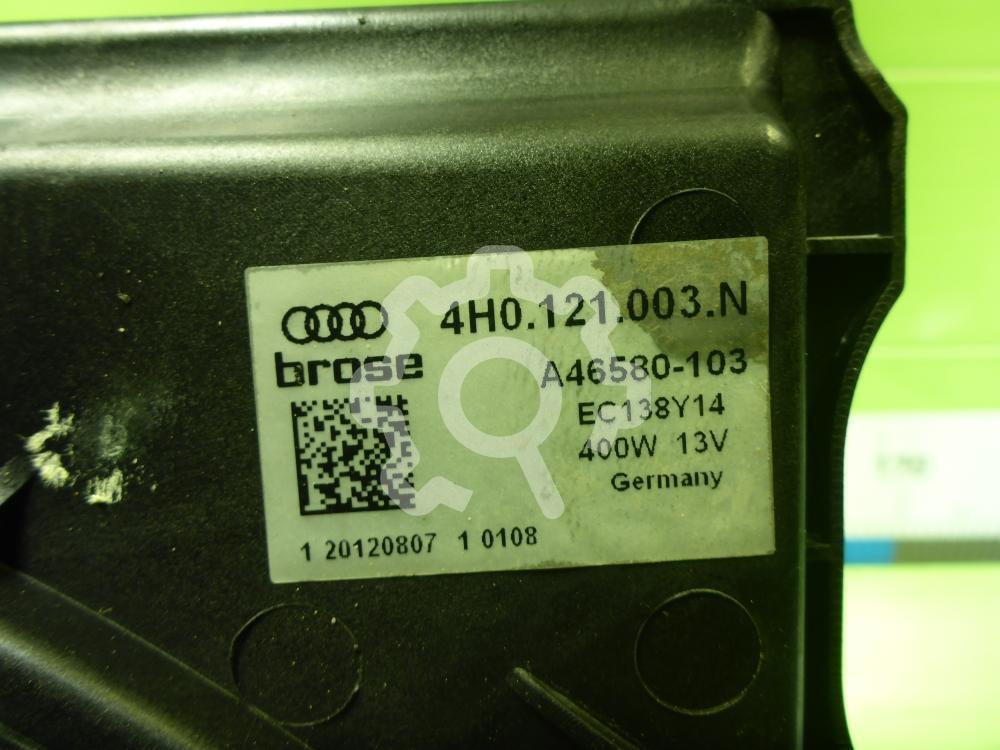 4H0.121.003.N
brose
A46580-103
EC138Y14
400W 13V
Germany
1 20120807 1 0108